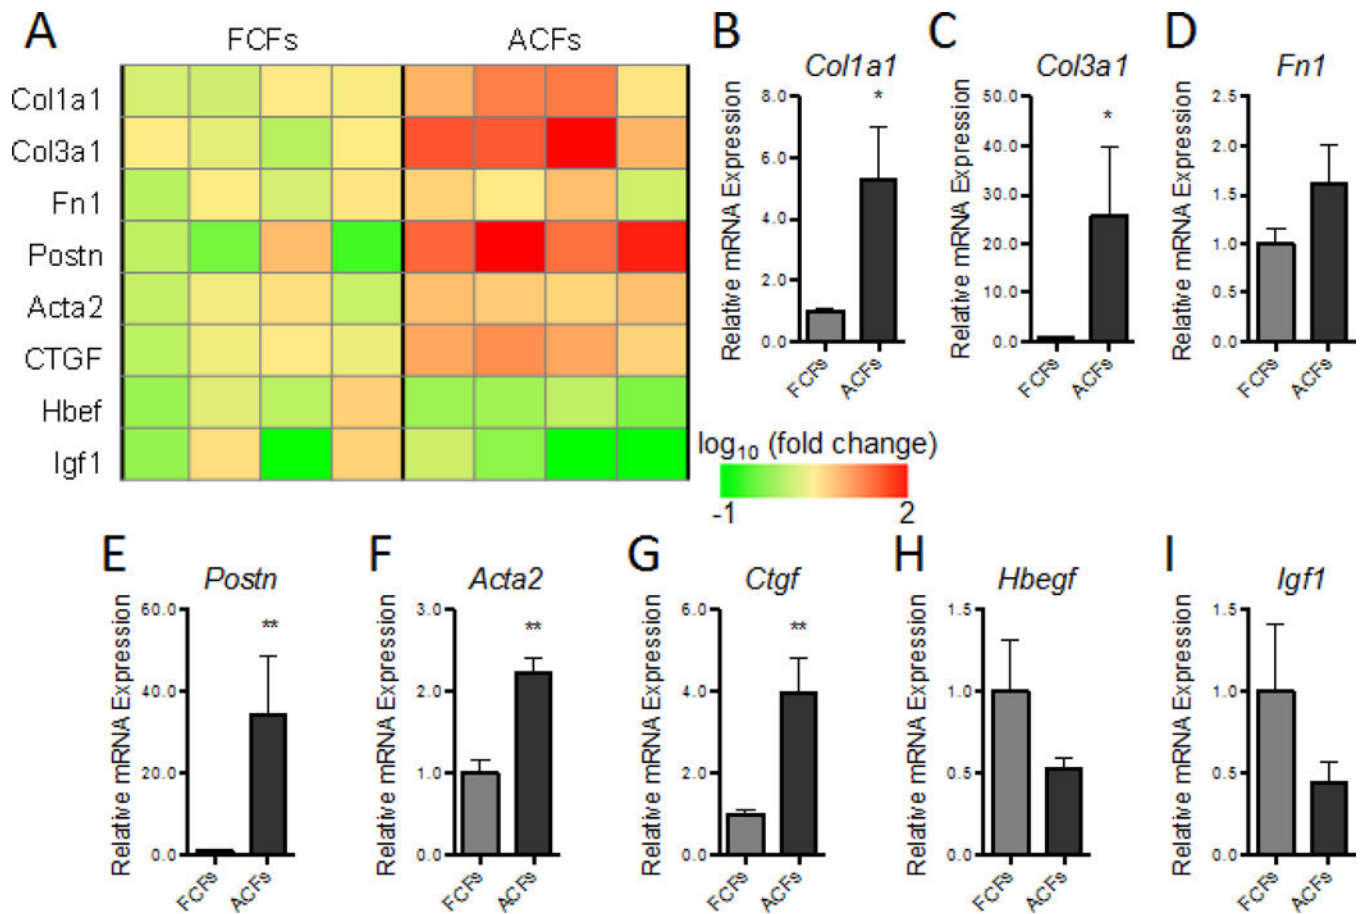 A
FCFs ACFs
Col1a1
Col3a1
Fn1
Postn
Acta2
CTGF
Hbef
Igf1
B
Col1a1
Relative mRNA Expression
8.0
*
6.0
4.0
2.0
0.0
FCFs ACFs
C
Col3a1
Relative mRNA Expression
50.0
*
40.0
30.0
20.0
10.0
0.0
FCFs ACFs
D
Fn1
Relative mRNA Expression
2.5
2.0
1.5
1.0
0.5
0.0
FCFs ACFs
log10 (fold change)
-1 2
E
Postn
Relative mRNA Expression
60.0
**
40.0
20.0
0.0
FCFs ACFs
F
Acta2
Relative mRNA Expression
3.0
**
2.0
1.0
0.0
FCFs ACFs
G
Ctgf
Relative mRNA Expression
6.0
**
4.0
2.0
0.0
FCFs ACFs
H
Hbegf
Relative mRNA Expression
1.5
1.0
0.5
0.0
FCFs ACFs
I
Igf1
Relative mRNA Expression
1.5
1.0
0.5
0.0
FCFs ACFs